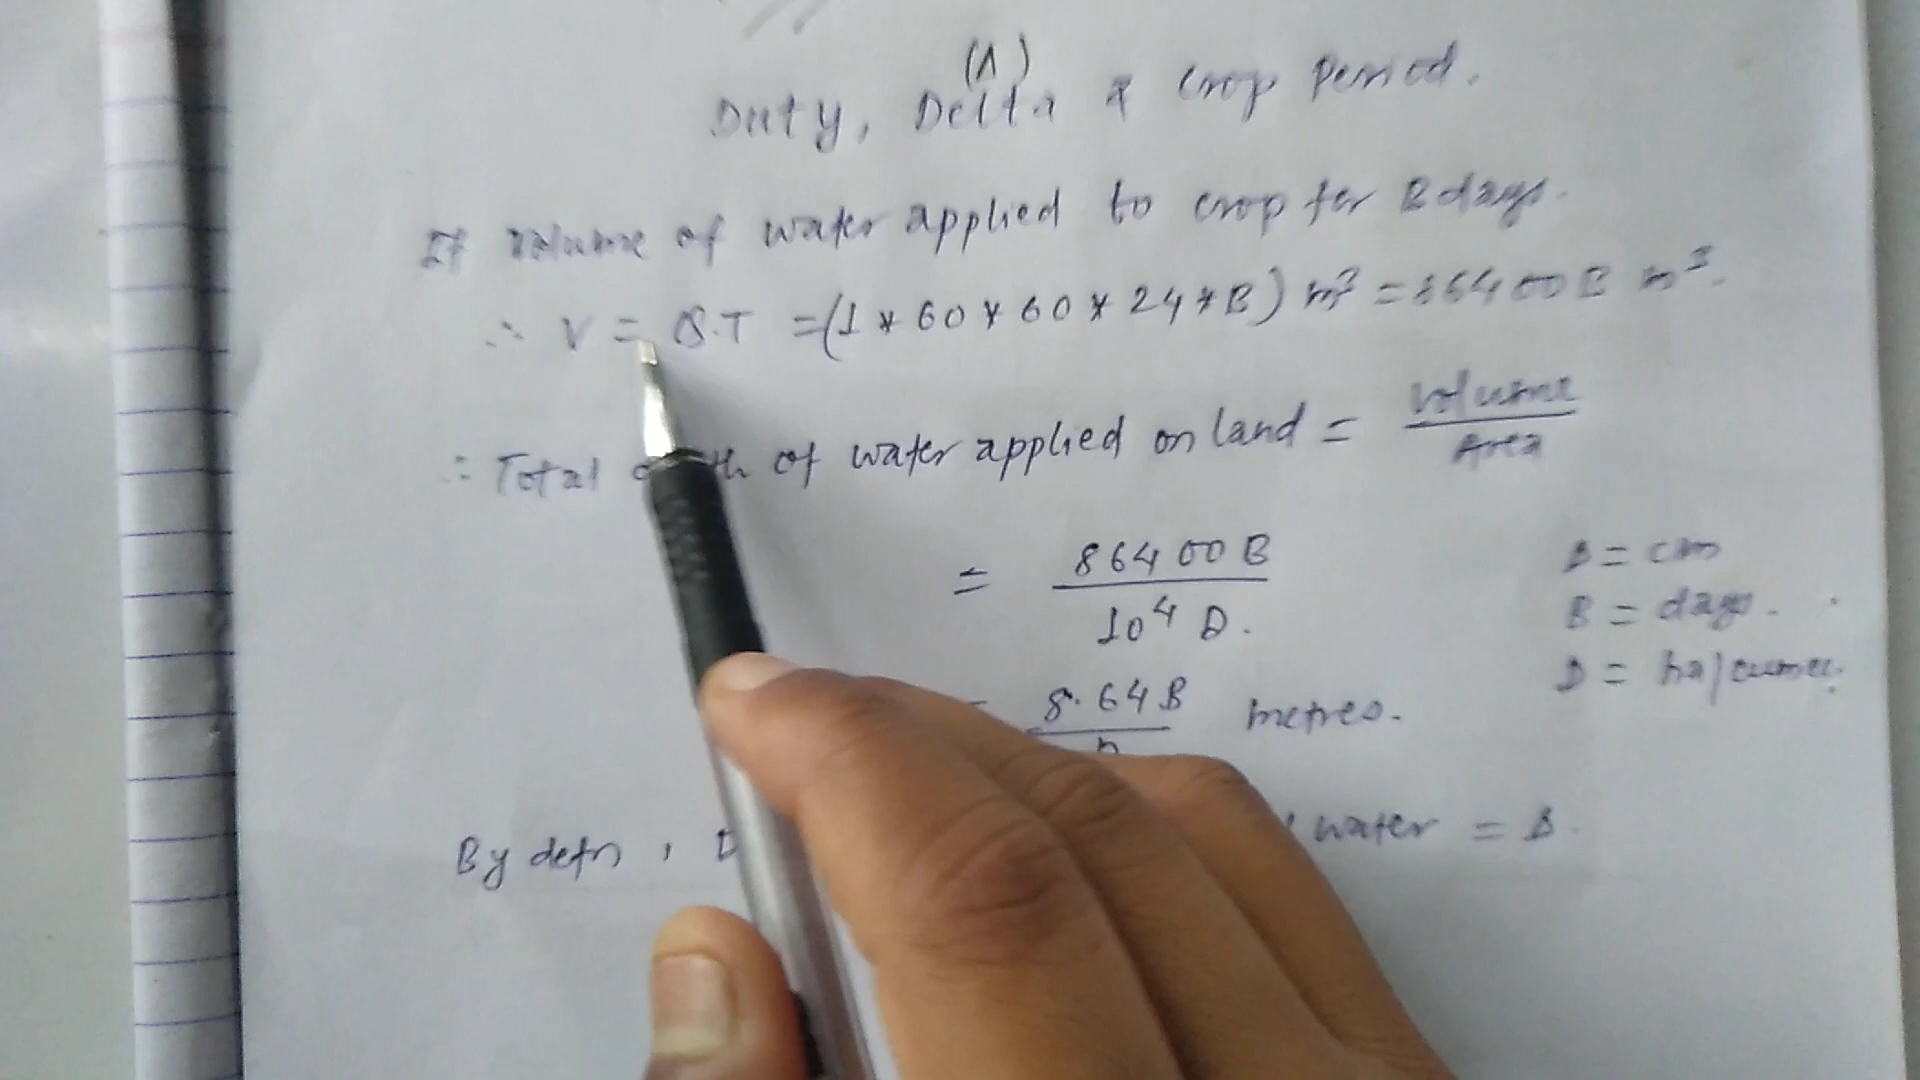 (Δ)
Duty, Delta & Crop Period.
If volume of water applied to crop for B days.
∴ V = Q.T = (1 * 60 * 60 * 24 * B) m³ = 86400 B m³.
∴ Total of water applied on land = Volume / Area
= 86400 B / 10⁴ D.
Δ = cm
B = days.
D = ha/cumec.
= 8.64 B / D metres.
By defn, water = Δ.